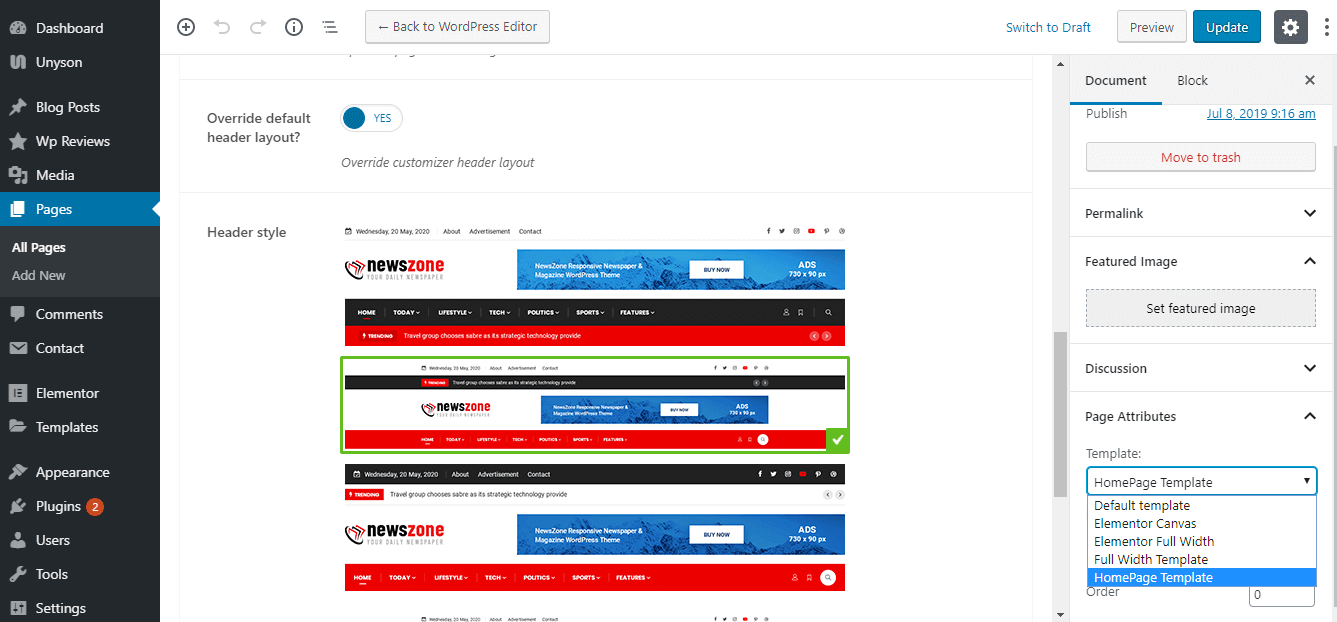 Dashboard
Unyson
Blog Posts
Wp Reviews
Media
Pages
All Pages
Add New
Comments
Contact
Elementor
Templates
Appearance
Plugins 2
Users
Tools
Settings
← Back to WordPress Editor
Switch to Draft
Preview
Update
Override default
header layout?
YES
Override customizer header layout
Header style
Wednesday, 20 May, 2020 About Advertisement Contact
newszone
YOUR DAILY NEWSPAPER
NewsZone Responsive Newspaper &
Magazine WordPress Theme
BUY NOW
ADS
730 x 90 px
HOME TODAY LIFESTYLE TECH POLITICS SPORTS FEATURES
TRENDING Travel group chooses sabre as its strategic technology provide
Wednesday, 20 May, 2020 About Advertisement Contact
TRENDING Travel group chooses sabre as its strategic technology provide
newszone
YOUR DAILY NEWSPAPER
NewsZone Responsive Newspaper &
Magazine WordPress Theme
BUY NOW
ADS
730 x 90 px
HOME TODAY LIFESTYLE TECH POLITICS SPORTS FEATURES
Wednesday, 20 May, 2020 About Advertisement Contact
TRENDING Travel group chooses sabre as its strategic technology provide
newszone
YOUR DAILY NEWSPAPER
NewsZone Responsive Newspaper &
Magazine WordPress Theme
BUY NOW
ADS
730 x 90 px
HOME TODAY LIFESTYLE TECH POLITICS SPORTS FEATURES
Wednesday, 20 May, 2020 About Advertisement Contact
Document
Block
Publish
Jul 8, 2019 9:16 am
Move to trash
Permalink
Featured Image
Set featured image
Discussion
Page Attributes
Template:
HomePage Template
Default template
Elementor Canvas
Elementor Full Width
Full Width Template
HomePage Template
Order
0